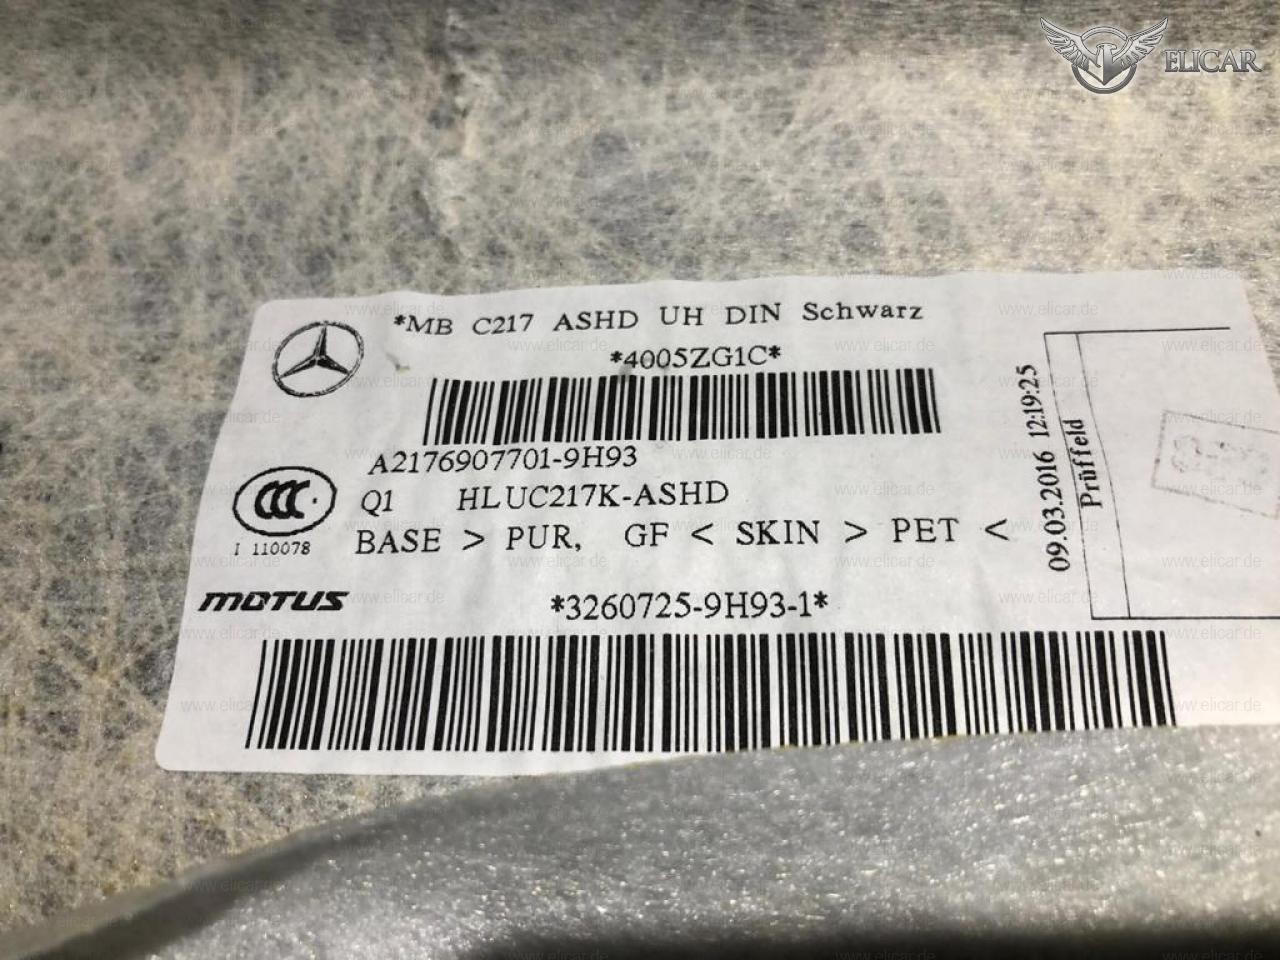 ELICAR
*MB C217 ASHD UH DIN Schwarz
*4005ZG1C*
A2176907701-9H93
Q1 HLUC217K-ASHD
I 110078
BASE > PUR, GF < SKIN > PET <
MOTUS
*3260725-9H93-1*
09.03.2016 12:19:25
Prüffeld
www.elicar.de